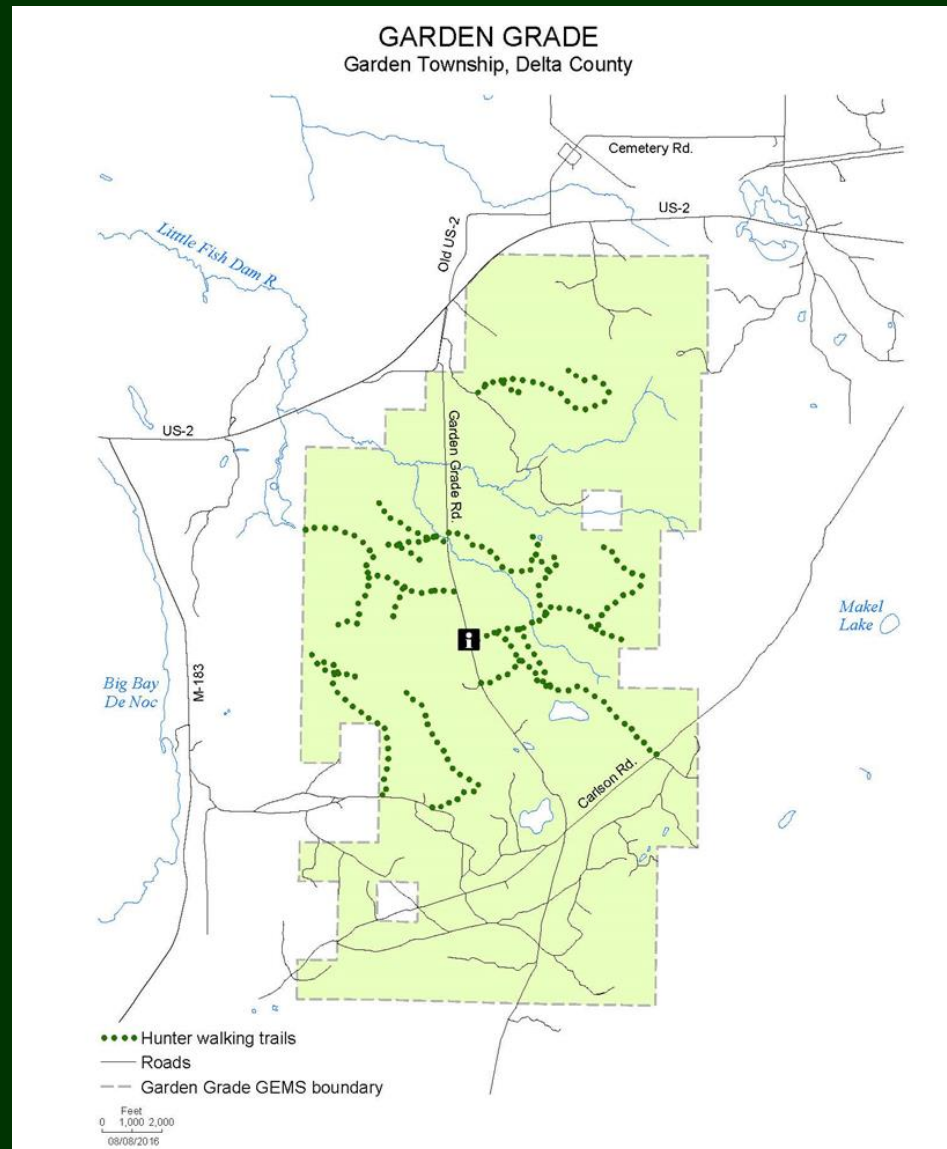 GARDEN GRADE
Garden Township, Delta County
Cemetery Rd.
US-2
Old US-2
Little Fish Dam R.
US-2
Garden Grade Rd.
Makel
Lake
i
Big Bay
De Noc
M-183
Carlson Rd.
Hunter walking trails
Roads
Garden Grade GEMS boundary
Feet
0 1,000 2,000
08/08/2016